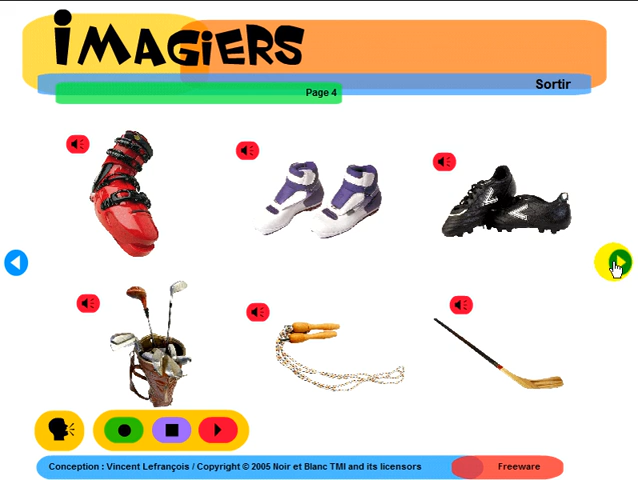 iMAGiERS
Sortir
Page 4
Conception : Vincent Lefrançois / Copyright © 2005 Noir et Blanc TMI and its licensors
Freeware